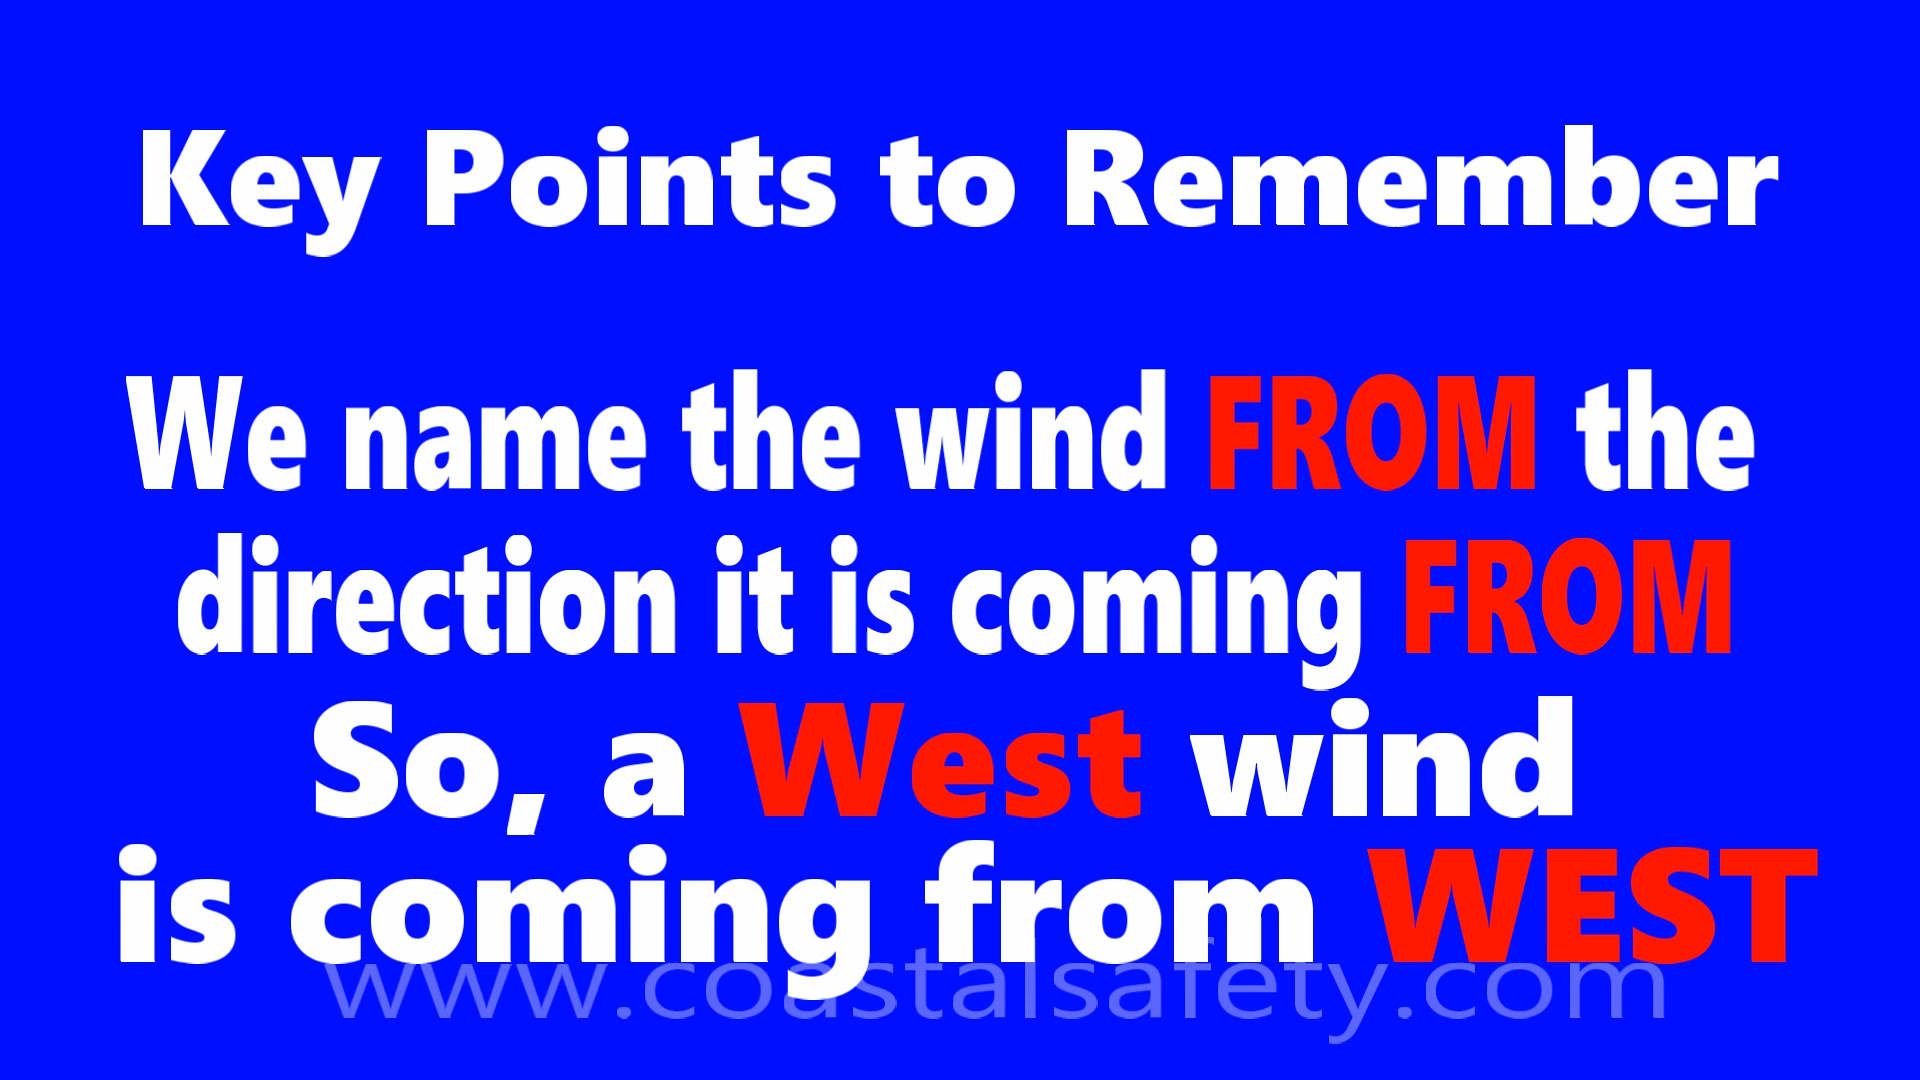 Key Points to Remember
We name the wind FROM the
direction it is coming FROM
So, a West wind
is coming from WEST
www.coastalsafety.com